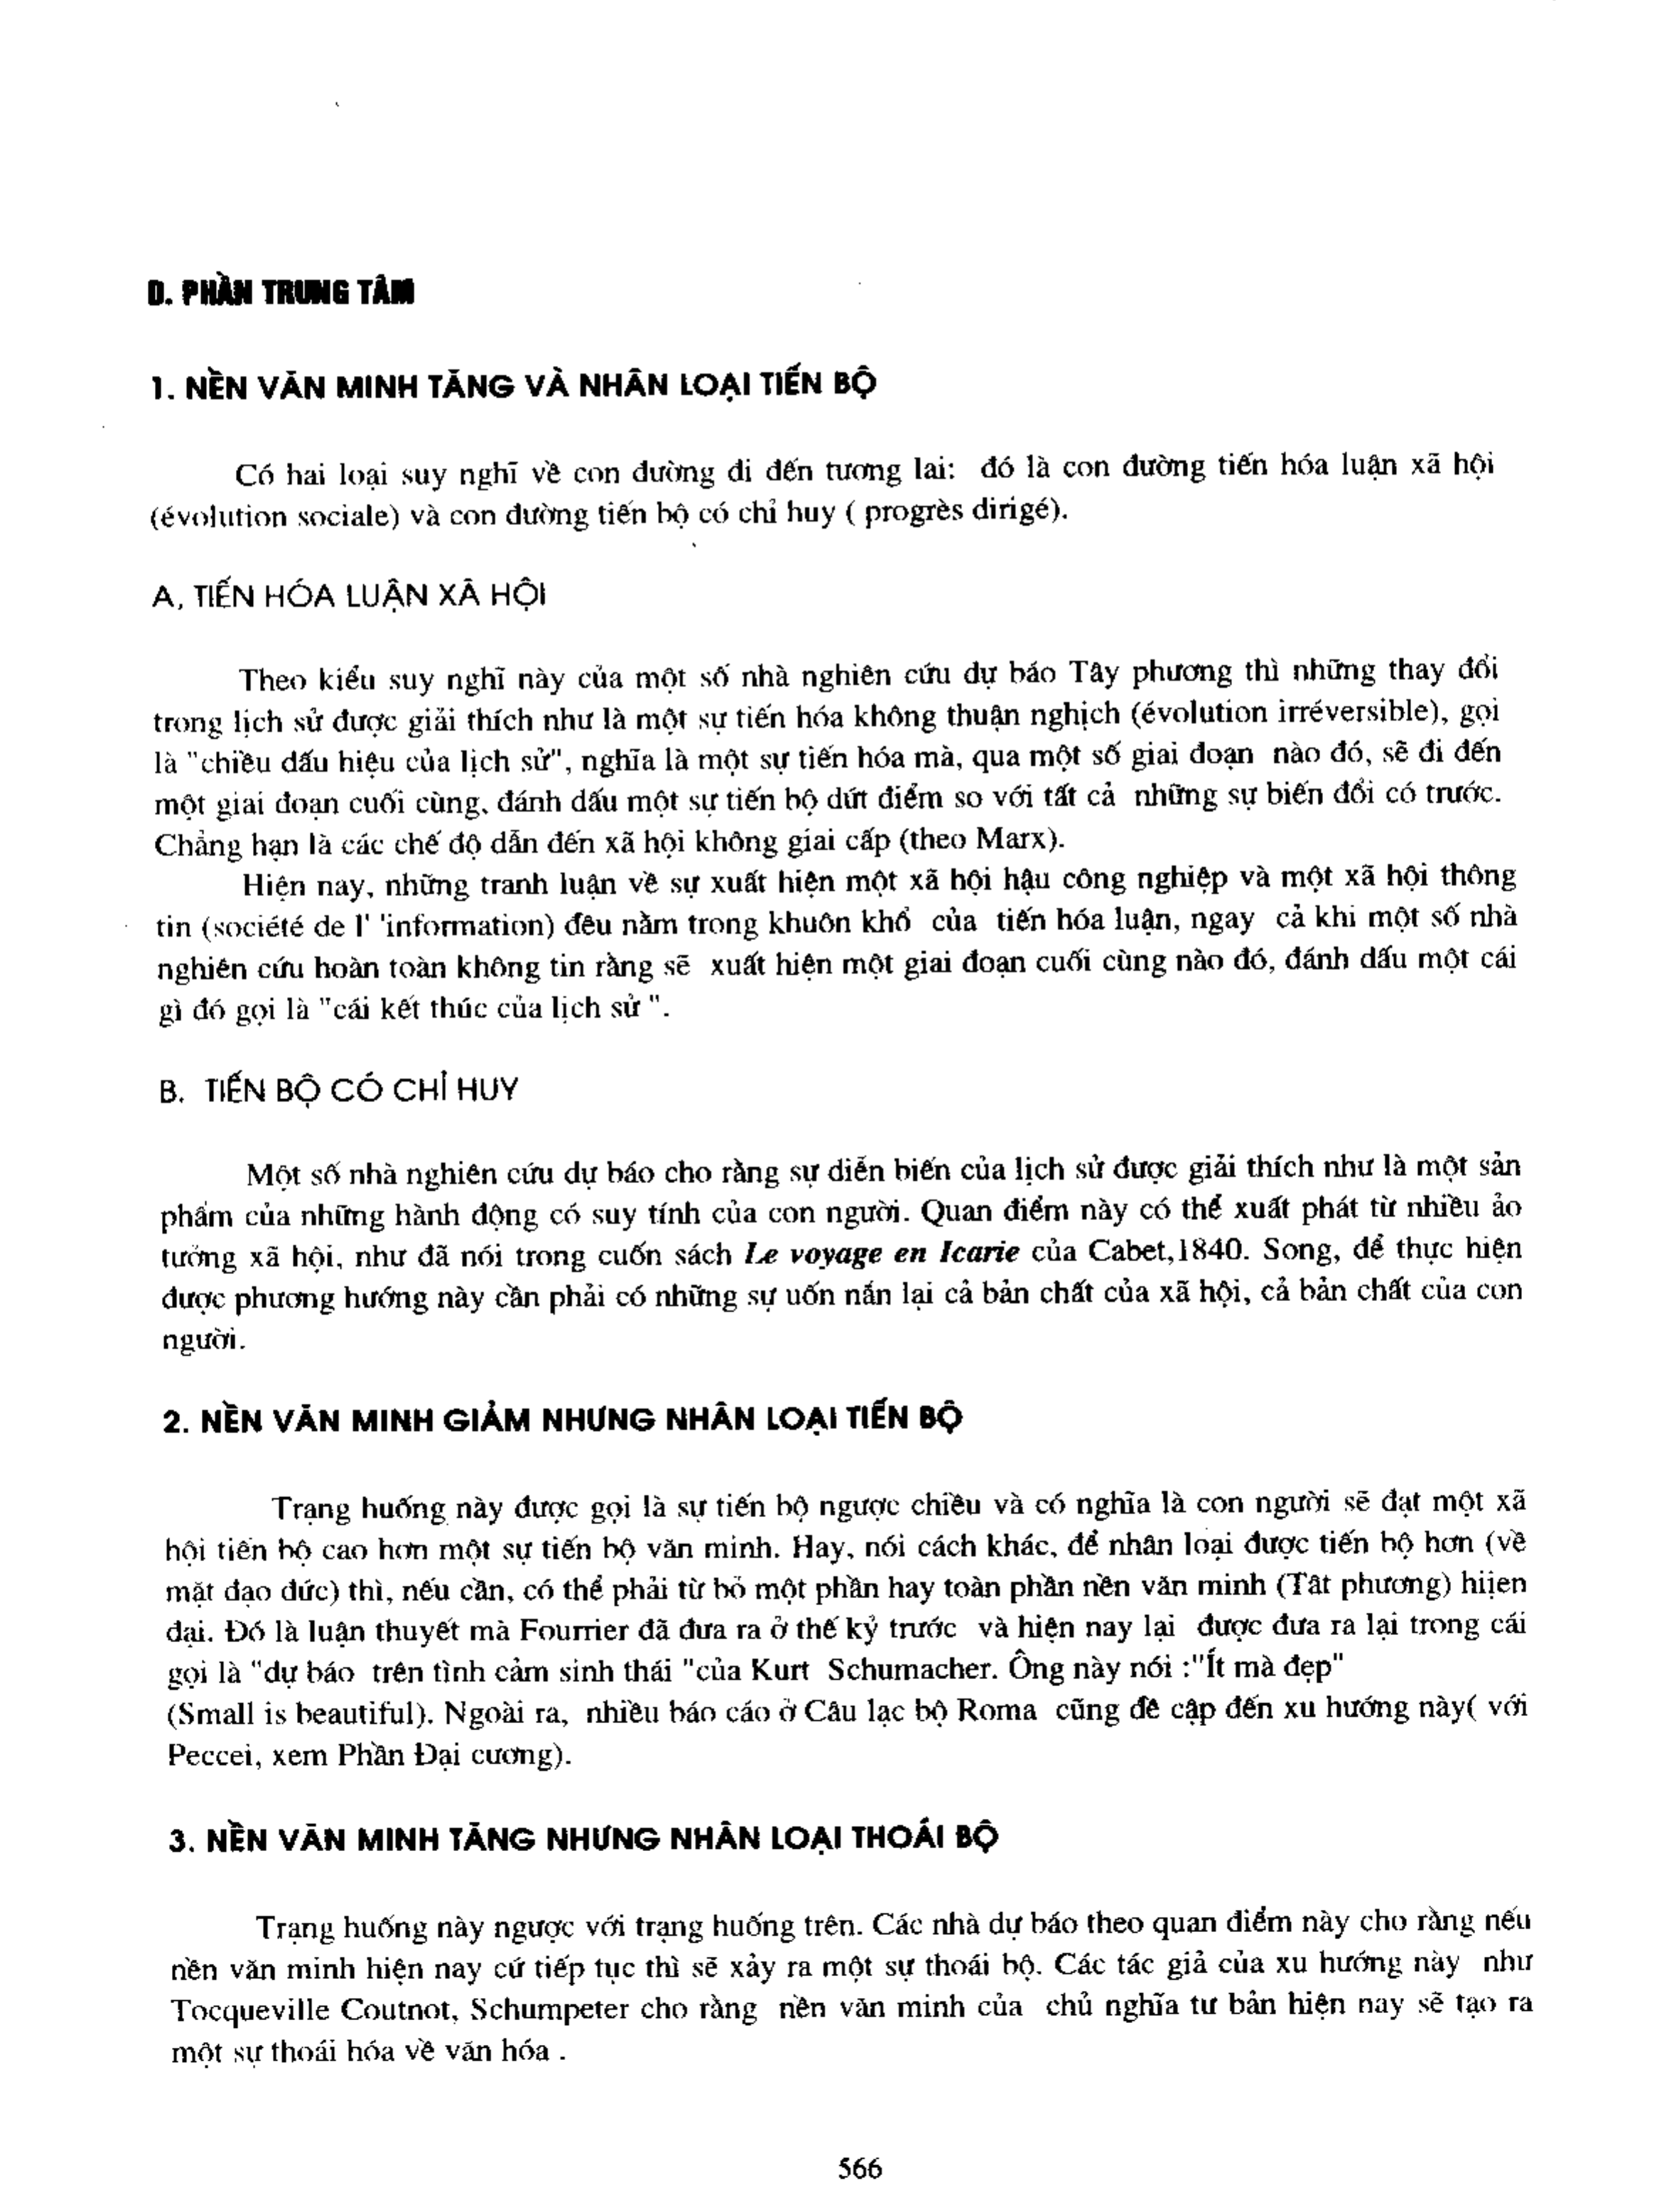 D. PHẦN TRUNG TÂM
1. NỀN VĂN MINH TĂNG VÀ NHÂN LOẠI TIẾN BỘ
Có hai loại suy nghĩ về con đường đi đến tương lai: đó là con đường tiến hóa luận xã hội
(évolution sociale) và con đường tiến bộ có chỉ huy ( progrès dirigé).
A, TIẾN HÓA LUẬN XÃ HỘI
Theo kiểu suy nghĩ này của một số nhà nghiên cứu dự báo Tây phương thì những thay đổi
trong lịch sử được giải thích như là một sự tiến hóa không thuận nghịch (évolution irréversible), gọi
là "chiều dấu hiệu của lịch sử", nghĩa là một sự tiến hóa mà, qua một số giai đoạn nào đó, sẽ đi đến
một giai đoạn cuối cùng, đánh dấu một sự tiến bộ dứt điểm so với tất cả những sự biến đổi có trước.
Chẳng hạn là các chế độ dẫn đến xã hội không giai cấp (theo Marx).
Hiện nay, những tranh luận về sự xuất hiện một xã hội hậu công nghiệp và một xã hội thông
tin (société de l' 'information) đêu nằm trong khuôn khổ của tiến hóa luận, ngay cả khi một số nhà
nghiên cứu hoàn toàn không tin rằng sẽ xuất hiện một giai đoạn cuối cùng nào đó, đánh dấu một cái
gì đó gọi là "cái kết thúc của lịch sử ".
B. TIẾN BỘ CÓ CHỈ HUY
Một số nhà nghiên cứu dự báo cho rằng sự diễn biến của lịch sử được giải thích như là một sản
phẩm của những hành động có suy tính của con người. Quan điểm này có thể xuất phát từ nhiều ảo
tưởng xã hội, như đã nói trong cuốn sách Le voyage en Icarie của Cabet,1840. Song, để thực hiện
được phương hướng này cần phải có những sự uốn nắn lại cả bản chất của xã hội, cả bản chất của con
người.
2. NỀN VĂN MINH GIẢM NHƯNG NHÂN LOẠI TIẾN BỘ
Trạng huống này được gọi là sự tiến bộ ngược chiều và có nghĩa là con người sẽ đạt một xã
hội tiến bộ cao hơn một sự tiến bộ văn minh. Hay, nói cách khác, để nhân loại được tiến bộ hơn (về
mặt đạo đức) thì, nếu cần, có thể phải từ bỏ một phần hay toàn phần nền văn minh (Tât phương) hiịen
đại. Đó là luận thuyết mà Fourrier đã đưa ra ở thế kỷ trước và hiện nay lại được đưa ra lại trong cái
gọi là "dự báo trên tình cảm sinh thái "của Kurt Schumacher. Ông này nói :"Ít mà đẹp"
(Small is beautiful). Ngoài ra, nhiều báo cáo ở Câu lạc bộ Roma cũng đề cập đến xu hướng này( với
Peccei, xem Phần Đại cương).
3. NỀN VĂN MINH TĂNG NHƯNG NHÂN LOẠI THOÁI BỘ
Trạng huống này ngược với trạng huống trên. Các nhà dự báo theo quan điểm này cho rằng nếu
nền văn minh hiện nay cứ tiếp tục thì sẽ xảy ra một sự thoái bộ. Các tác giả của xu hướng này như
Tocqueville Coutnot, Schumpeter cho rằng nền văn minh của chủ nghĩa tư bản hiện nay sẽ tạo ra
một sự thoái hóa về văn hóa .
566